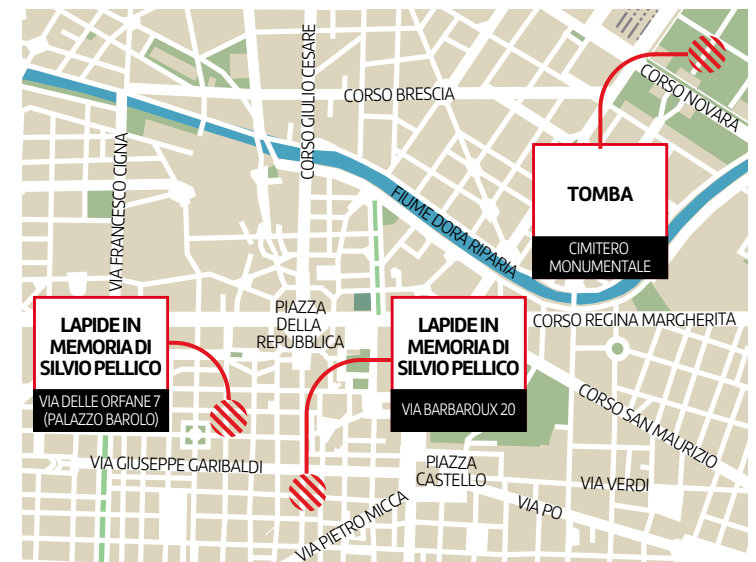 CORSO BRESCIA
CORSO GIULIO CESARE
CORSO NOVARA
VIA FRANCESCO CIGNA
FIUME DORA RIPARIA
TOMBA
CIMITERO
MONUMENTALE
LAPIDE IN
MEMORIA DI
SILVIO PELLICO
VIA DELLE ORFANE 7
(PALAZZO BAROLO)
PIAZZA
DELLA
REPUBBLICA
LAPIDE IN
MEMORIA DI
SILVIO PELLICO
VIA BARBAROUX 20
CORSO REGINA MARGHERITA
CORSO SAN MAURIZIO
VIA GIUSEPPE GARIBALDI
PIAZZA
CASTELLO
VIA VERDI
VIA PO
VIA PIETRO MICCA